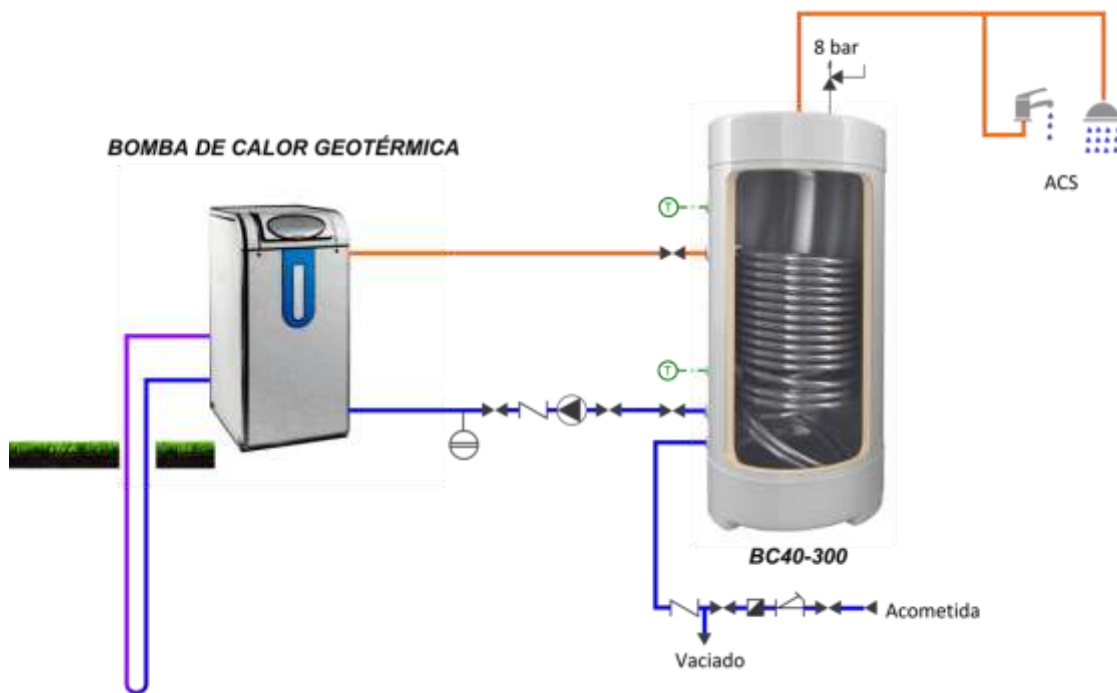 8 bar
BOMBA DE CALOR GEOTÉRMICA
ACS
T
T
BC40-300
Acometida
Vaciado